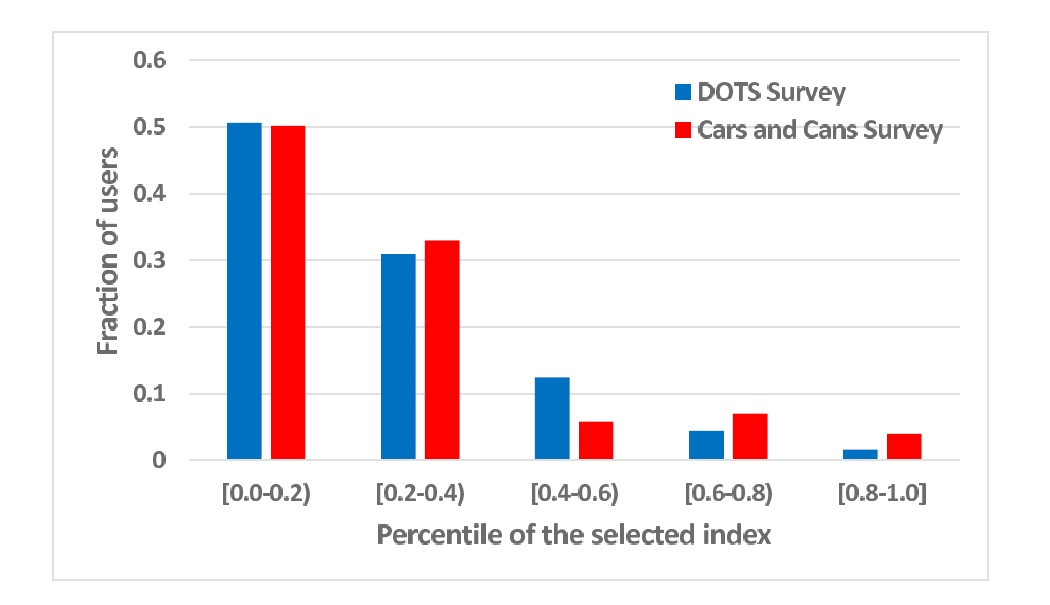 0.6
0.5
0.4
0.3
0.2
0.1
0
Fraction of users
DOTS Survey
Cars and Cans Survey
[0.0-0.2) [0.2-0.4) [0.4-0.6) [0.6-0.8) [0.8-1.0]
Percentile of the selected index